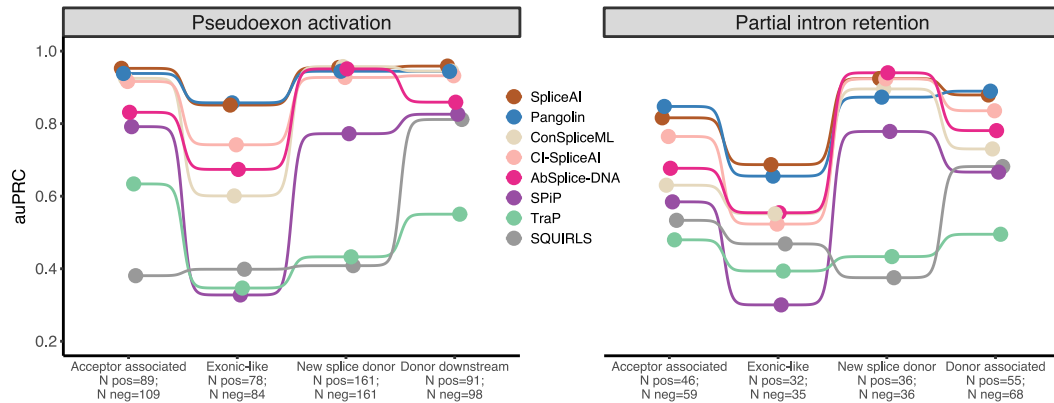 Pseudoexon activation
Partial intron retention
auPRC
1.0
0.8
0.6
0.4
0.2
SpliceAI
Pangolin
ConSpliceML
CI-SpliceAI
AbSplice-DNA
SPiP
TraP
SQUIRLS
Acceptor associated
N pos=89;
N neg=109
Exonic-like
N pos=78;
N neg=84
New splice donor
N pos=161;
N neg=161
Donor downstream
N pos=91;
N neg=98
Acceptor associated
N pos=46;
N neg=59
Exonic-like
N pos=32;
N neg=35
New splice donor
N pos=36;
N neg=36
Donor associated
N pos=55;
N neg=68